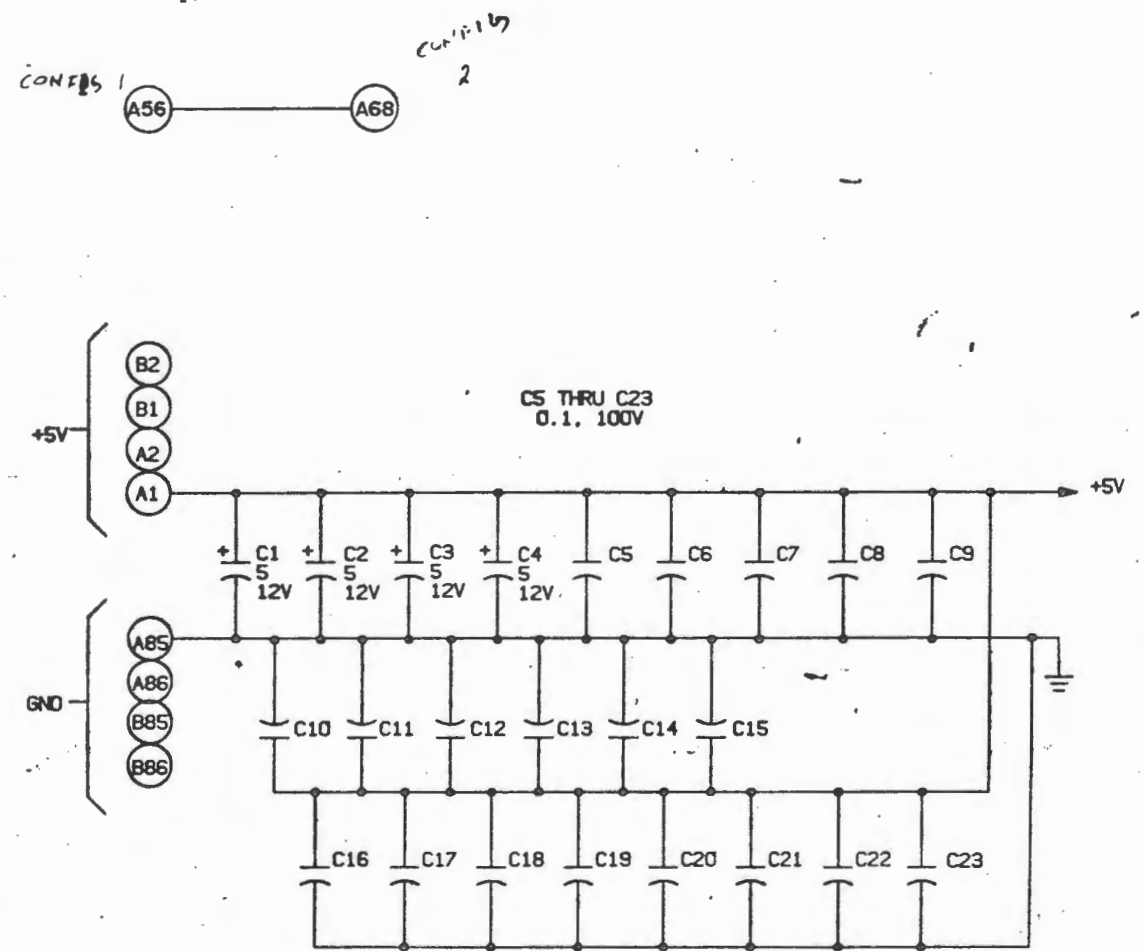 CONFIG 1
CONFIG
2
A56
A68
B2
B1
A2
A1
+5V
C5 THRU C23
0.1, 100V
+5V
+ C1
5
12V
+ C2
5
12V
+ C3
5
12V
+ C4
5
12V
C5
C6
C7
C8
C9
A85
A86
B85
B86
GND
C10
C11
C12
C13
C14
C15
C16
C17
C18
C19
C20
C21
C22
C23